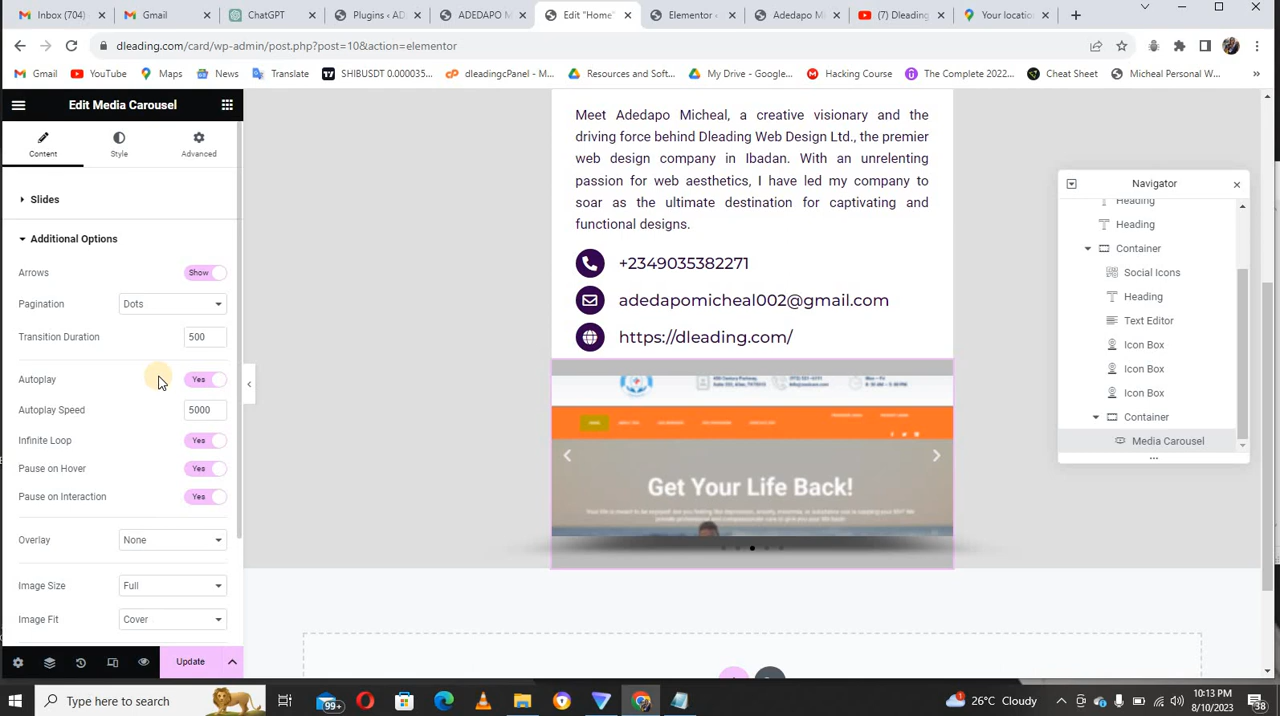 Inbox (704)
Gmail
ChatGPT
Plugins ‹ AD
ADEDAPO M
Edit "Home"
Elementor ‹
Adedapo Mi
(7) Dleading
Your locatio
dleading.com/card/wp-admin/post.php?post=10&action=elementor
Gmail
YouTube
Maps
News
Translate
SHIBUSDT 0.000035...
dleadingcPanel - M...
Resources and Soft...
My Drive - Google...
Hacking Course
The Complete 2022...
Cheat Sheet
Micheal Personal W...
»
Edit Media Carousel
Content
Style
Advanced
Slides
Additional Options
Arrows
Show
Pagination
Dots
Transition Duration
500
Autoplay
Yes
Autoplay Speed
5000
Infinite Loop
Yes
Pause on Hover
Yes
Pause on Interaction
Yes
Overlay
None
Image Size
Full
Image Fit
Cover
Update
Meet Adedapo Micheal, a creative visionary and the
driving force behind Dleading Web Design Ltd., the premier
web design company in Ibadan. With an unrelenting
passion for web aesthetics, I have led my company to
soar as the ultimate destination for captivating and
functional designs.
+2349035382271
adedapomicheal002@gmail.com
https://dleading.com/
Get Your Life Back!
Navigator
Heading
Heading
Container
Social Icons
Heading
Text Editor
Icon Box
Icon Box
Icon Box
Container
Media Carousel
Type here to search
99+
26°C Cloudy
10:13 PM
8/10/2023
38